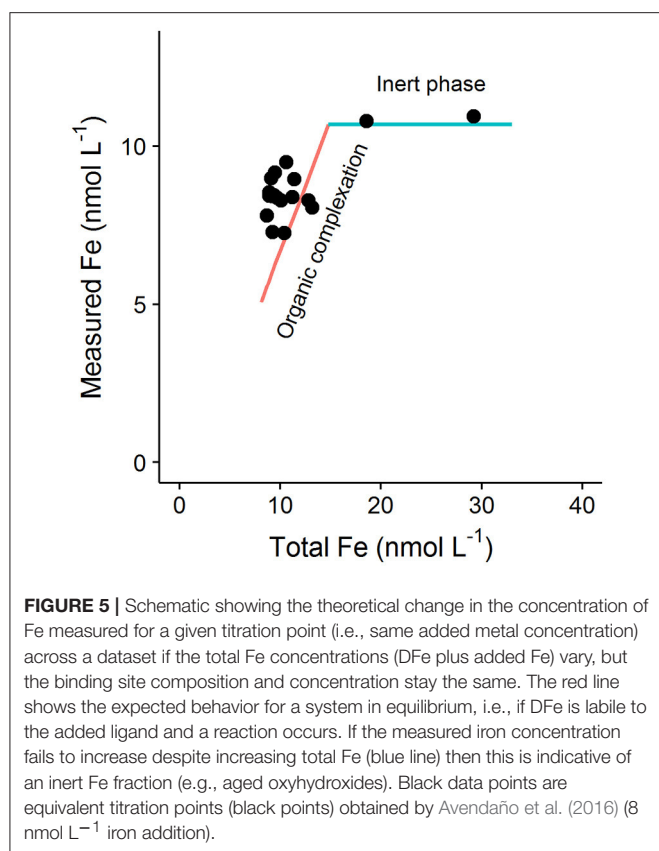 Inert phase
10
5
0
Measured Fe (nmol L⁻¹)
Organic complexation
0 10 20 30 40
Total Fe (nmol L⁻¹)
FIGURE 5 | Schematic showing the theoretical change in the concentration of
Fe measured for a given titration point (i.e., same added metal concentration)
across a dataset if the total Fe concentrations (DFe plus added Fe) vary, but
the binding site composition and concentration stay the same. The red line
shows the expected behavior for a system in equilibrium, i.e., if DFe is labile to
the added ligand and a reaction occurs. If the measured iron concentration
fails to increase despite increasing total Fe (blue line) then this is indicative of
an inert Fe fraction (e.g., aged oxyhydroxides). Black data points are
equivalent titration points (black points) obtained by Avendaño et al. (2016) (8
nmol L⁻¹ iron addition).